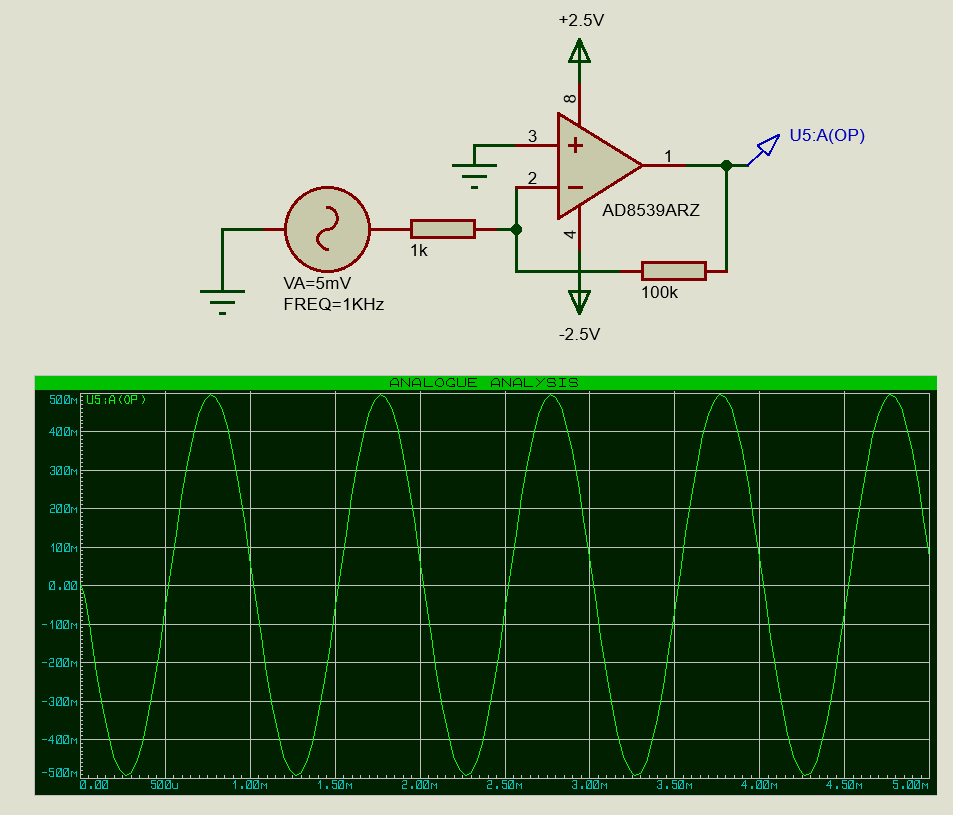 +2.5V
8
3
1
U5:A(OP)
2
AD8539ARZ
4
1k
VA=5mV
FREQ=1KHz
100k
-2.5V
ANALOGUE ANALYSIS
U5:A(OP)
500m
400m
300m
200m
100m
0.00
-100m
-200m
-300m
-400m
-500m
0.00 500u 1.00m 1.50m 2.00m 2.50m 3.00m 3.50m 4.00m 4.50m 5.00m